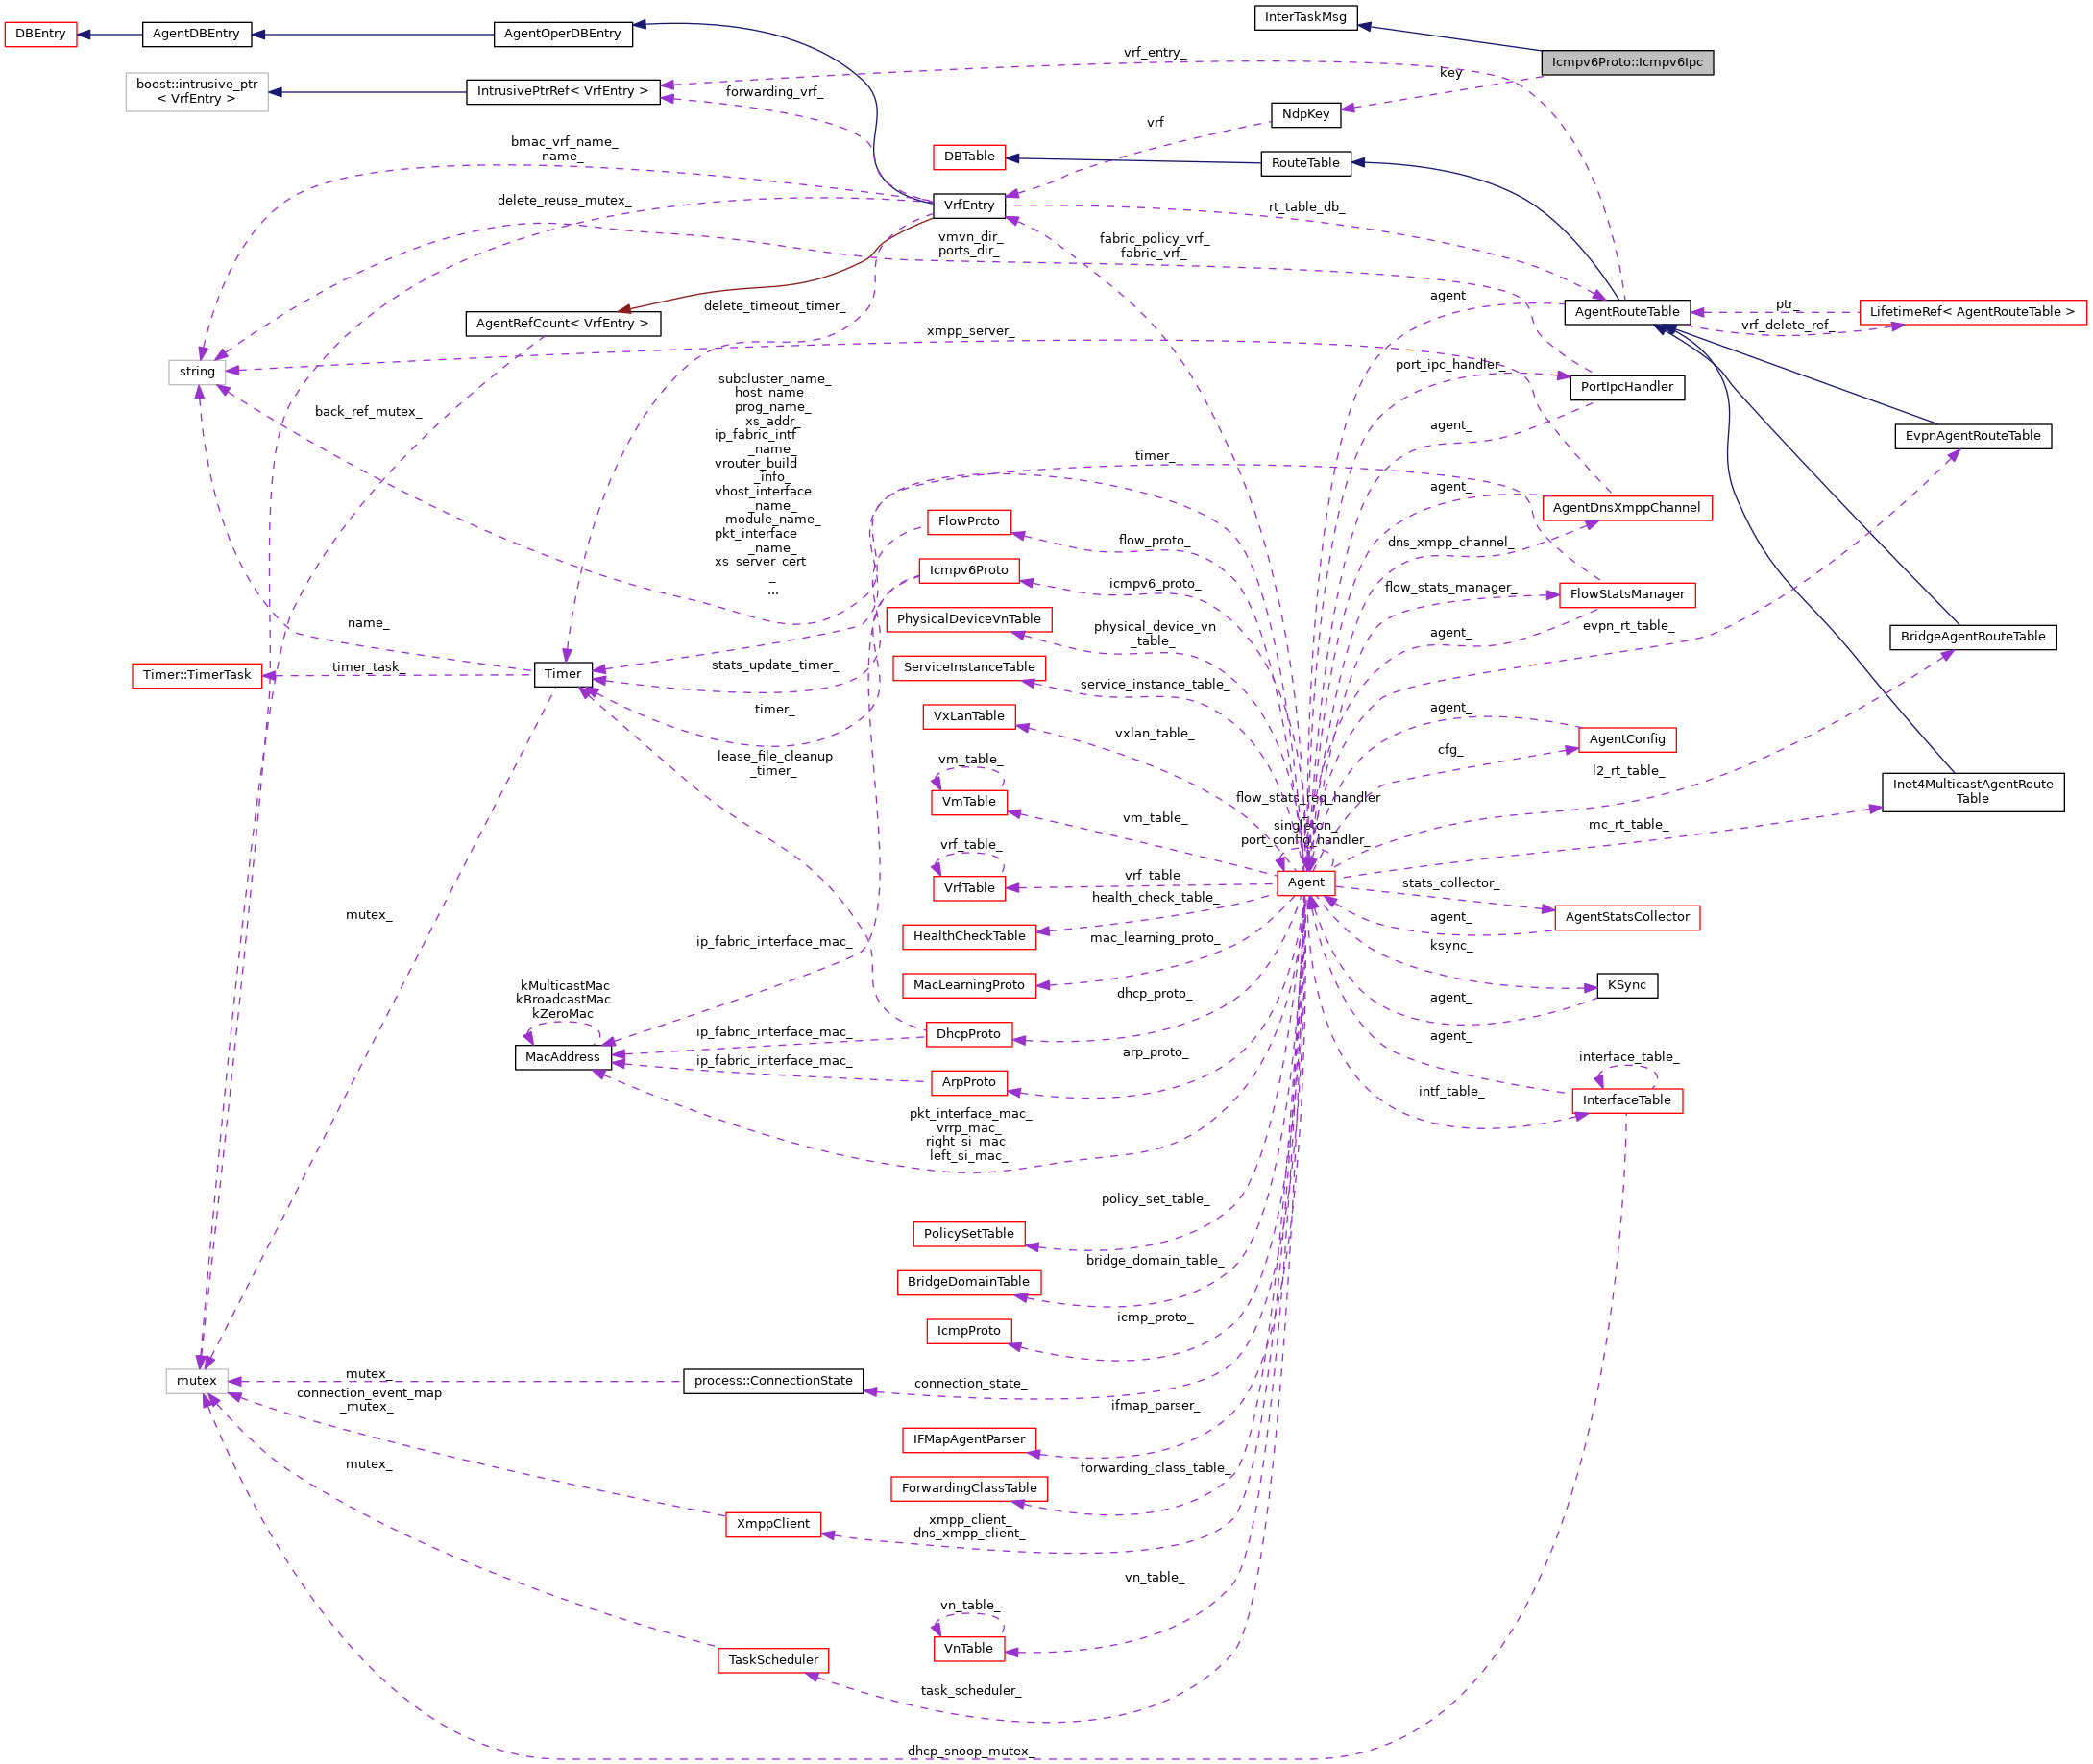 InterTaskMsg
DBEntry
AgentDBEntry
AgentOperDBEntry
vrf_entry_
Icmpv6Proto::Icmpv6Ipc
key
boost::intrusive_ptr
< VrfEntry >
IntrusivePtrRef< VrfEntry >
forwarding_vrf_
NdpKey
vrf
bmac_vrf_name_
name_
DBTable
RouteTable
delete_reuse_mutex_
VrfEntry
rt_table_db_
vmvn_dir_
ports_dir_
fabric_policy_vrf_
fabric_vrf_
agent_
delete_timeout_timer_
AgentRouteTable
ptr_
LifetimeRef< AgentRouteTable >
vrf_delete_ref_
AgentRefCount< VrfEntry >
xmpp_server_
string
port_ipc_handler_
PortIpcHandler
subcluster_name_
host_name_
prog_name_
xs_addr_
ip_fabric_intf
_name_
vrouter_build
_info_
vhost_interface
_name_
module_name_
pkt_interface
_name_
xs_server_cert
_
...
back_ref_mutex_
agent_
EvpnAgentRouteTable
timer_
agent_
AgentDnsXmppChannel
FlowProto
flow_proto_
dns_xmpp_channel_
Icmpv6Proto
icmpv6_proto_
flow_stats_manager_
FlowStatsManager
PhysicalDeviceVnTable
physical_device_vn
_table_
agent_
evpn_rt_table_
BridgeAgentRouteTable
name_
ServiceInstanceTable
Timer::TimerTask
timer_task_
Timer
stats_update_timer_
service_instance_table_
timer_
VxLanTable
vxlan_table_
agent_
AgentConfig
cfg_
lease_file_cleanup
_timer_
vm_table_
l2_rt_table_
Inet4MulticastAgentRoute
Table
VmTable
vm_table_
flow_stats_req_handler
_
singleton_
port_config_handler_
mc_rt_table_
vrf_table_
VrfTable
vrf_table_
Agent
stats_collector_
health_check_table_
AgentStatsCollector
agent_
mutex_
HealthCheckTable
mac_learning_proto_
ip_fabric_interface_mac_
ksync_
MacLearningProto
KSync
kMulticastMac
kBroadcastMac
kZeroMac
dhcp_proto_
agent_
DhcpProto
ip_fabric_interface_mac_
agent_
MacAddress
ip_fabric_interface_mac_
arp_proto_
interface_table_
ArpProto
intf_table_
InterfaceTable
pkt_interface_mac_
vrrp_mac_
right_si_mac_
left_si_mac_
policy_set_table_
PolicySetTable
bridge_domain_table_
BridgeDomainTable
icmp_proto_
IcmpProto
mutex
mutex_
process::ConnectionState
connection_state_
connection_event_map
_mutex_
ifmap_parser_
IFMapAgentParser
mutex_
forwarding_class_table_
ForwardingClassTable
XmppClient
xmpp_client_
dns_xmpp_client_
vn_table_
vn_table_
VnTable
TaskScheduler
task_scheduler_
dhcp_snoop_mutex_